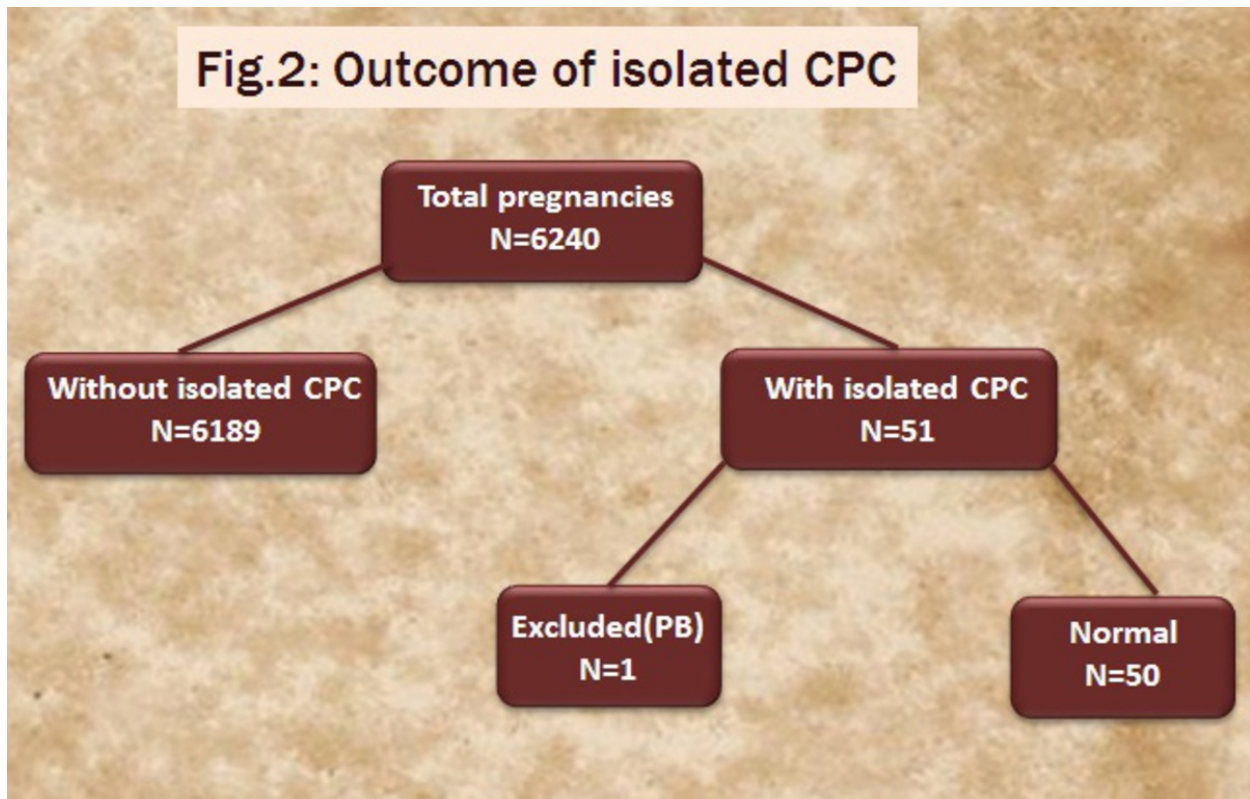 Fig.2: Outcome of isolated CPC
Total pregnancies
N=6240
Without isolated CPC
N=6189
With isolated CPC
N=51
Excluded(PB)
N=1
Normal
N=50